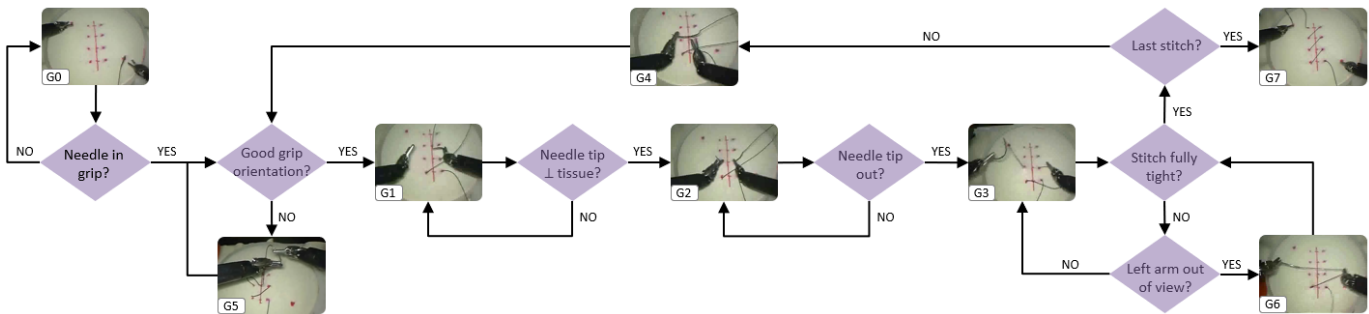 G0
NO
Needle in
grip?
YES
Good grip
orientation?
YES
NO
G5
G1
Needle tip
⊥ tissue?
YES
NO
G2
Needle tip
out?
YES
NO
G3
Stitch fully
tight?
YES
NO
Left arm out
of view?
NO
YES
G6
Last stitch?
NO
YES
G4
G7